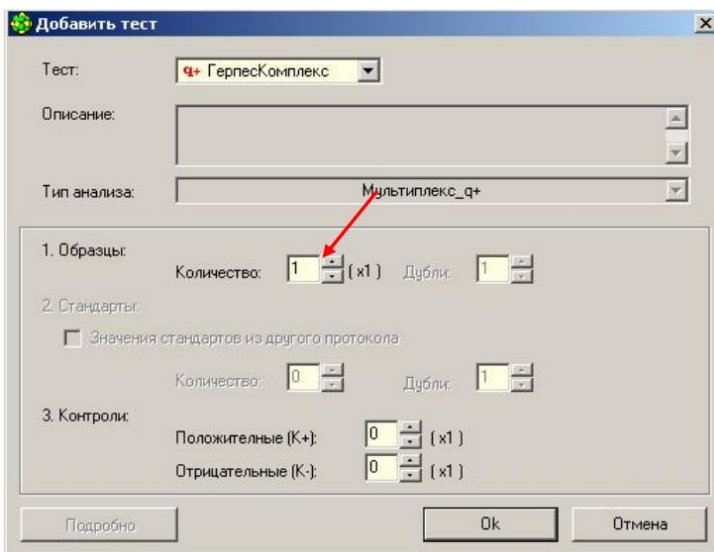 Добавить тест
Тест: q+ ГерпесКомплекс
Описание:
Тип анализа: Мультиплекс_q+
1. Образцы:
Количество: 1 ( x1 ) Дубли: 1
2. Стандарты:
Значения стандартов из другого протокола
Количество: 0 Дубли: 1
3. Контроли:
Положительные (К+): 0 ( x1 )
Отрицательные (К-): 0 ( x1 )
Подробно Ok Отмена